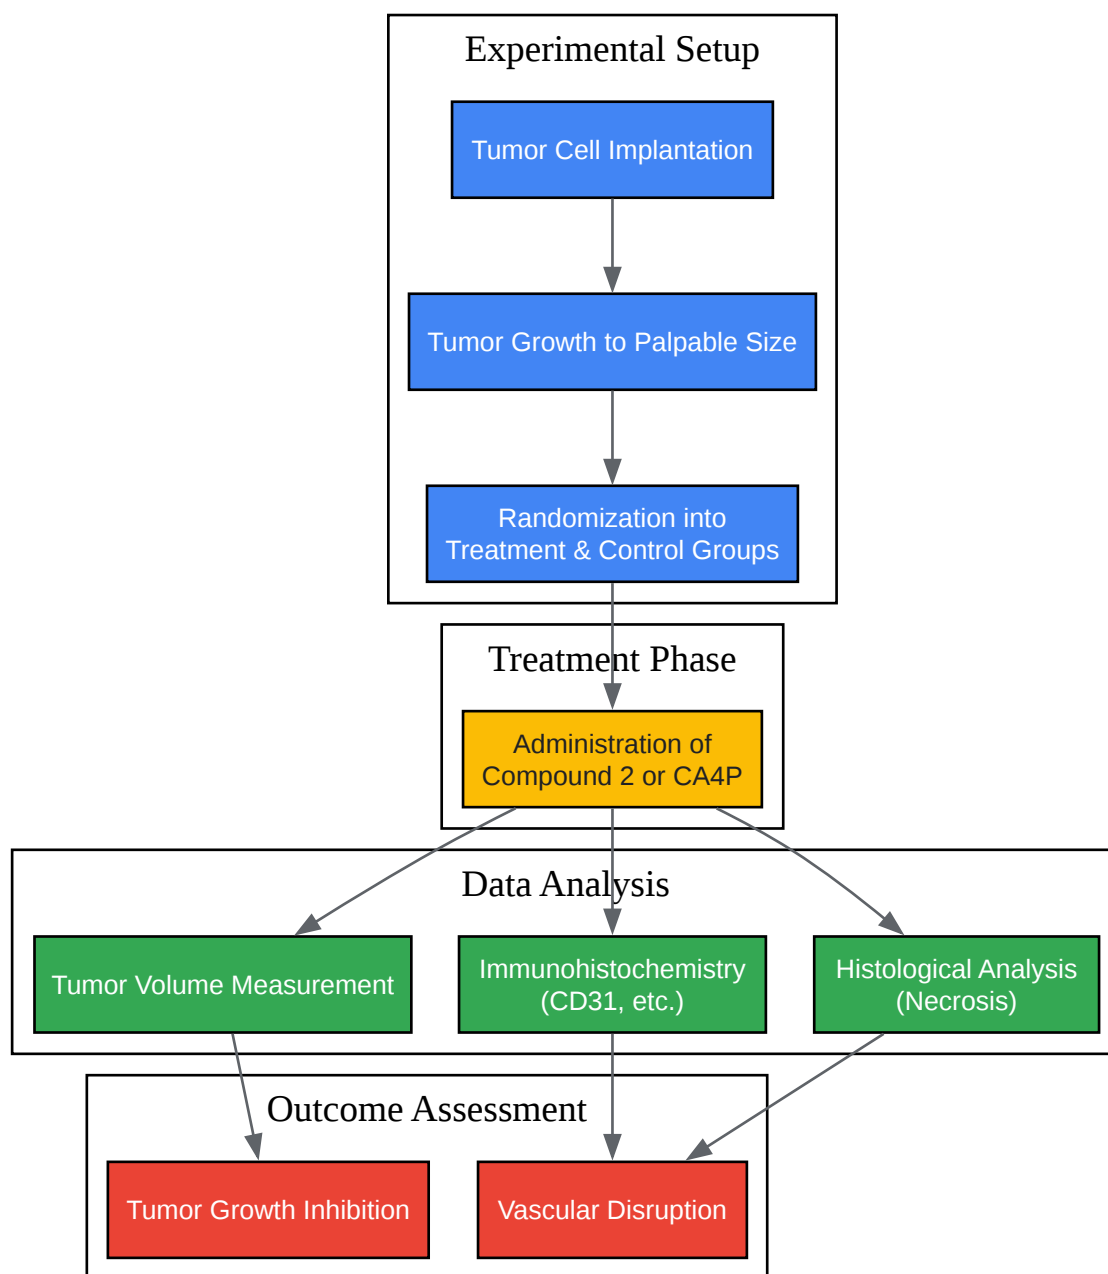 Experimental Setup
Tumor Cell Implantation
Tumor Growth to Palpable Size
Randomization into
Treatment & Control Groups
Treatment Phase
Administration of
Compound 2 or CA4P
Data Analysis
Tumor Volume Measurement
Immunohistochemistry
(CD31, etc.)
Histological Analysis
(Necrosis)
Outcome Assessment
Tumor Growth Inhibition
Vascular Disruption